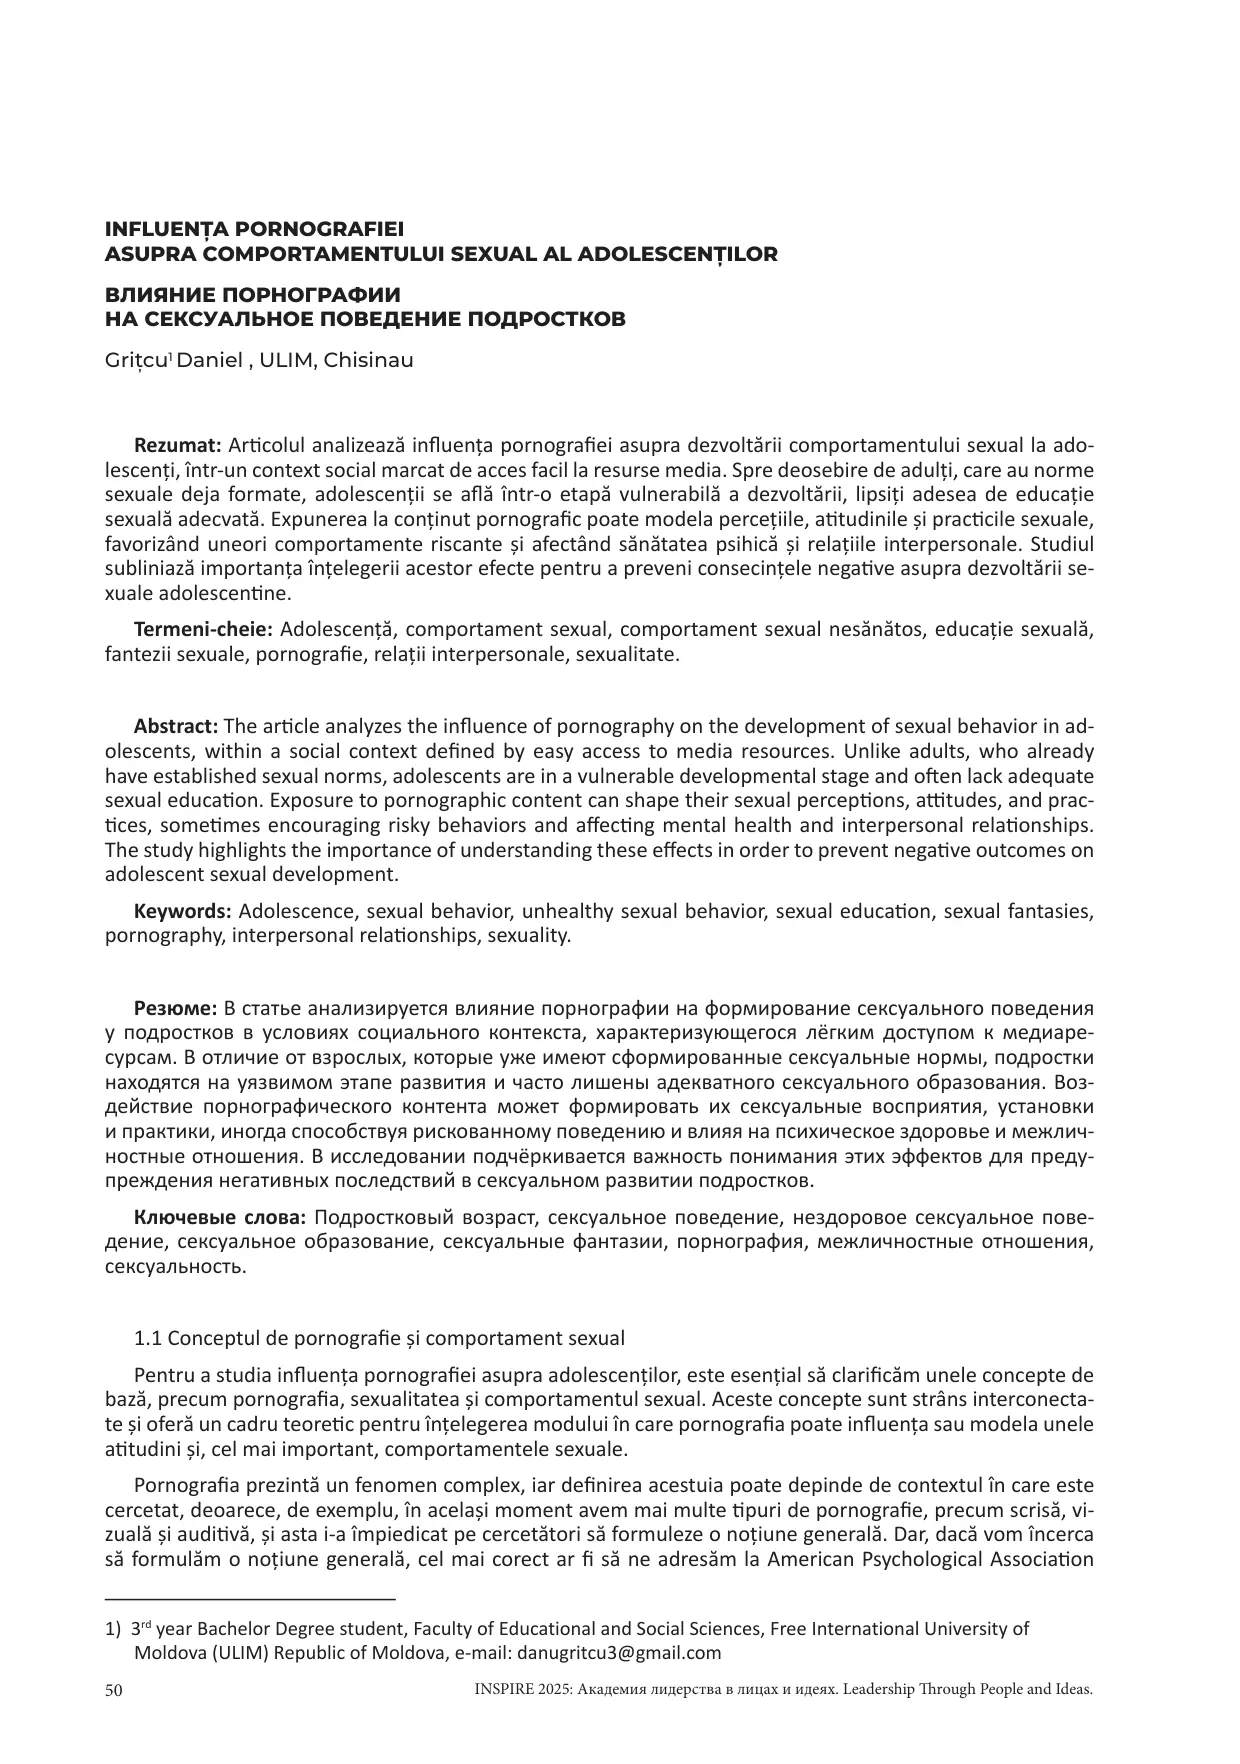 INFLUENȚA PORNOGRAFIEI
ASUPRA COMPORTAMENTULUI SEXUAL AL ADOLESCENȚILOR
ВЛИЯНИЕ ПОРНОГРАФИИ
НА СЕКСУАЛЬНОЕ ПОВЕДЕНИЕ ПОДРОСТКОВ
Grițcu¹ Daniel , ULIM, Chisinau
Rezumat: Articolul analizează influența pornografiei asupra dezvoltării comportamentului sexual la ado-
lescenți, într-un context social marcat de acces facil la resurse media. Spre deosebire de adulți, care au norme
sexuale deja formate, adolescenții se află într-o etapă vulnerabilă a dezvoltării, lipsiți adesea de educație
sexuală adecvată. Expunerea la conținut pornografic poate modela percețiile, atitudinile și practicile sexuale,
favorizând uneori comportamente riscante și afectând sănătatea psihică și relațiile interpersonale. Studiul
subliniază importanța înțelegerii acestor efecte pentru a preveni consecințele negative asupra dezvoltării se-
xuale adolescentine.
Termeni-cheie: Adolescență, comportament sexual, comportament sexual nesănătos, educație sexuală,
fantezii sexuale, pornografie, relații interpersonale, sexualitate.
Abstract: The article analyzes the influence of pornography on the development of sexual behavior in ad-
olescents, within a social context defined by easy access to media resources. Unlike adults, who already
have established sexual norms, adolescents are in a vulnerable developmental stage and often lack adequate
sexual education. Exposure to pornographic content can shape their sexual perceptions, attitudes, and prac-
tices, sometimes encouraging risky behaviors and affecting mental health and interpersonal relationships.
The study highlights the importance of understanding these effects in order to prevent negative outcomes on
adolescent sexual development.
Keywords: Adolescence, sexual behavior, unhealthy sexual behavior, sexual education, sexual fantasies,
pornography, interpersonal relationships, sexuality.
Резюме: В статье анализируется влияние порнографии на формирование сексуального поведения
у подростков в условиях социального контекста, характеризующегося лёгким доступом к медиаре-
сурсам. В отличие от взрослых, которые уже имеют сформированные сексуальные нормы, подростки
находятся на уязвимом этапе развития и часто лишены адекватного сексуального образования. Воз-
действие порнографического контента может формировать их сексуальные восприятия, установки
и практики, иногда способствуя рискованному поведению и влияя на психическое здоровье и межлич-
ностные отношения. В исследовании подчёркивается важность понимания этих эффектов для преду-
преждения негативных последствий в сексуальном развитии подростков.
Ключевые слова: Подростковый возраст, сексуальное поведение, нездоровое сексуальное пове-
дение, сексуальное образование, сексуальные фантазии, порнография, межличностные отношения,
сексуальность.
1.1 Conceptul de pornografie și comportament sexual
Pentru a studia influența pornografiei asupra adolescenților, este esențial să clarificăm unele concepte de
bază, precum pornografia, sexualitatea și comportamentul sexual. Aceste concepte sunt strâns interconecta-
te și oferă un cadru teoretic pentru înțelegerea modului în care pornografia poate influența sau modela unele
atitudini și, cel mai important, comportamentele sexuale.
Pornografia prezintă un fenomen complex, iar definirea acestuia poate depinde de contextul în care este
cercetat, deoarece, de exemplu, în același moment avem mai multe tipuri de pornografie, precum scrisă, vi-
zuală și auditivă, și asta i-a împiedicat pe cercetători să formuleze o noțiune generală. Dar, dacă vom încerca
să formulăm o noțiune generală, cel mai corect ar fi să ne adresăm la American Psychological Association
1) 3rd year Bachelor Degree student, Faculty of Educational and Social Sciences, Free International University of
Moldova (ULIM) Republic of Moldova, e-mail: danugritcu3@gmail.com
50 INSPIRE 2025: Академия лидерства в лицах и идеях. Leadership Through People and Ideas.